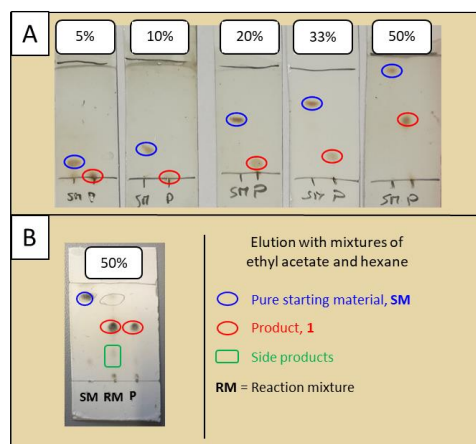 A
5%
10%
20%
33%
50%
SM P
SM P
SM P
SM P
SM P
B
50%
SM RM P
Elution with mixtures of
ethyl acetate and hexane
Pure starting material, SM
Product, 1
Side products
RM = Reaction mixture